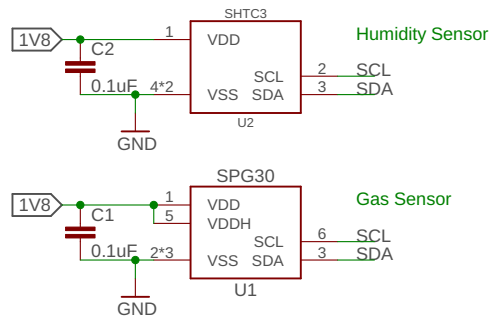 SHTC3
Humidity Sensor
1V8
C2
0.1uF
1
VDD
4*2
VSS
SCL
2
SCL
SDA
3
SDA
U2
GND
SPG30
Gas Sensor
1V8
C1
0.1uF
1
VDD
5
VDDH
2*3
VSS
SCL
6
SCL
SDA
3
SDA
U1
GND